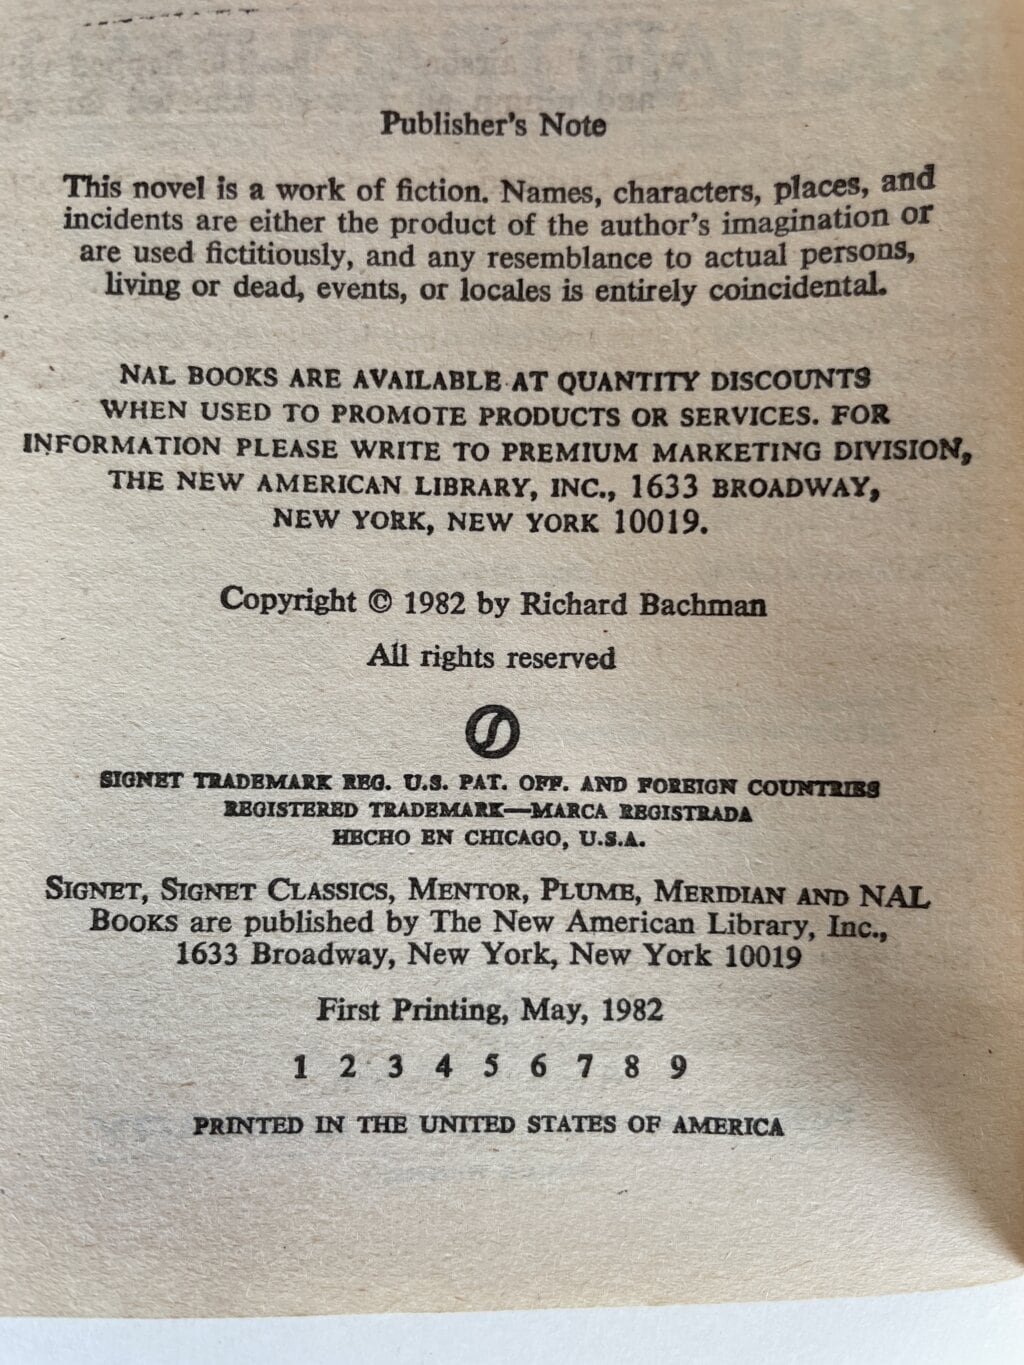 Publisher's Note
This novel is a work of fiction. Names, characters, places, and
incidents are either the product of the author's imagination or
are used fictitiously, and any resemblance to actual persons,
living or dead, events, or locales is entirely coincidental.
NAL BOOKS ARE AVAILABLE AT QUANTITY DISCOUNTS
WHEN USED TO PROMOTE PRODUCTS OR SERVICES. FOR
INFORMATION PLEASE WRITE TO PREMIUM MARKETING DIVISION,
THE NEW AMERICAN LIBRARY, INC., 1633 BROADWAY,
NEW YORK, NEW YORK 10019.
Copyright © 1982 by Richard Bachman
All rights reserved
SIGNET TRADEMARK REG. U.S. PAT. OFF. AND FOREIGN COUNTRIES
REGISTERED TRADEMARK—MARCA REGISTRADA
HECHO EN CHICAGO, U.S.A.
SIGNET, SIGNET CLASSICS, MENTOR, PLUME, MERIDIAN AND NAL
BOOKS are published by The New American Library, Inc.,
1633 Broadway, New York, New York 10019
First Printing, May, 1982
1 2 3 4 5 6 7 8 9
PRINTED IN THE UNITED STATES OF AMERICA